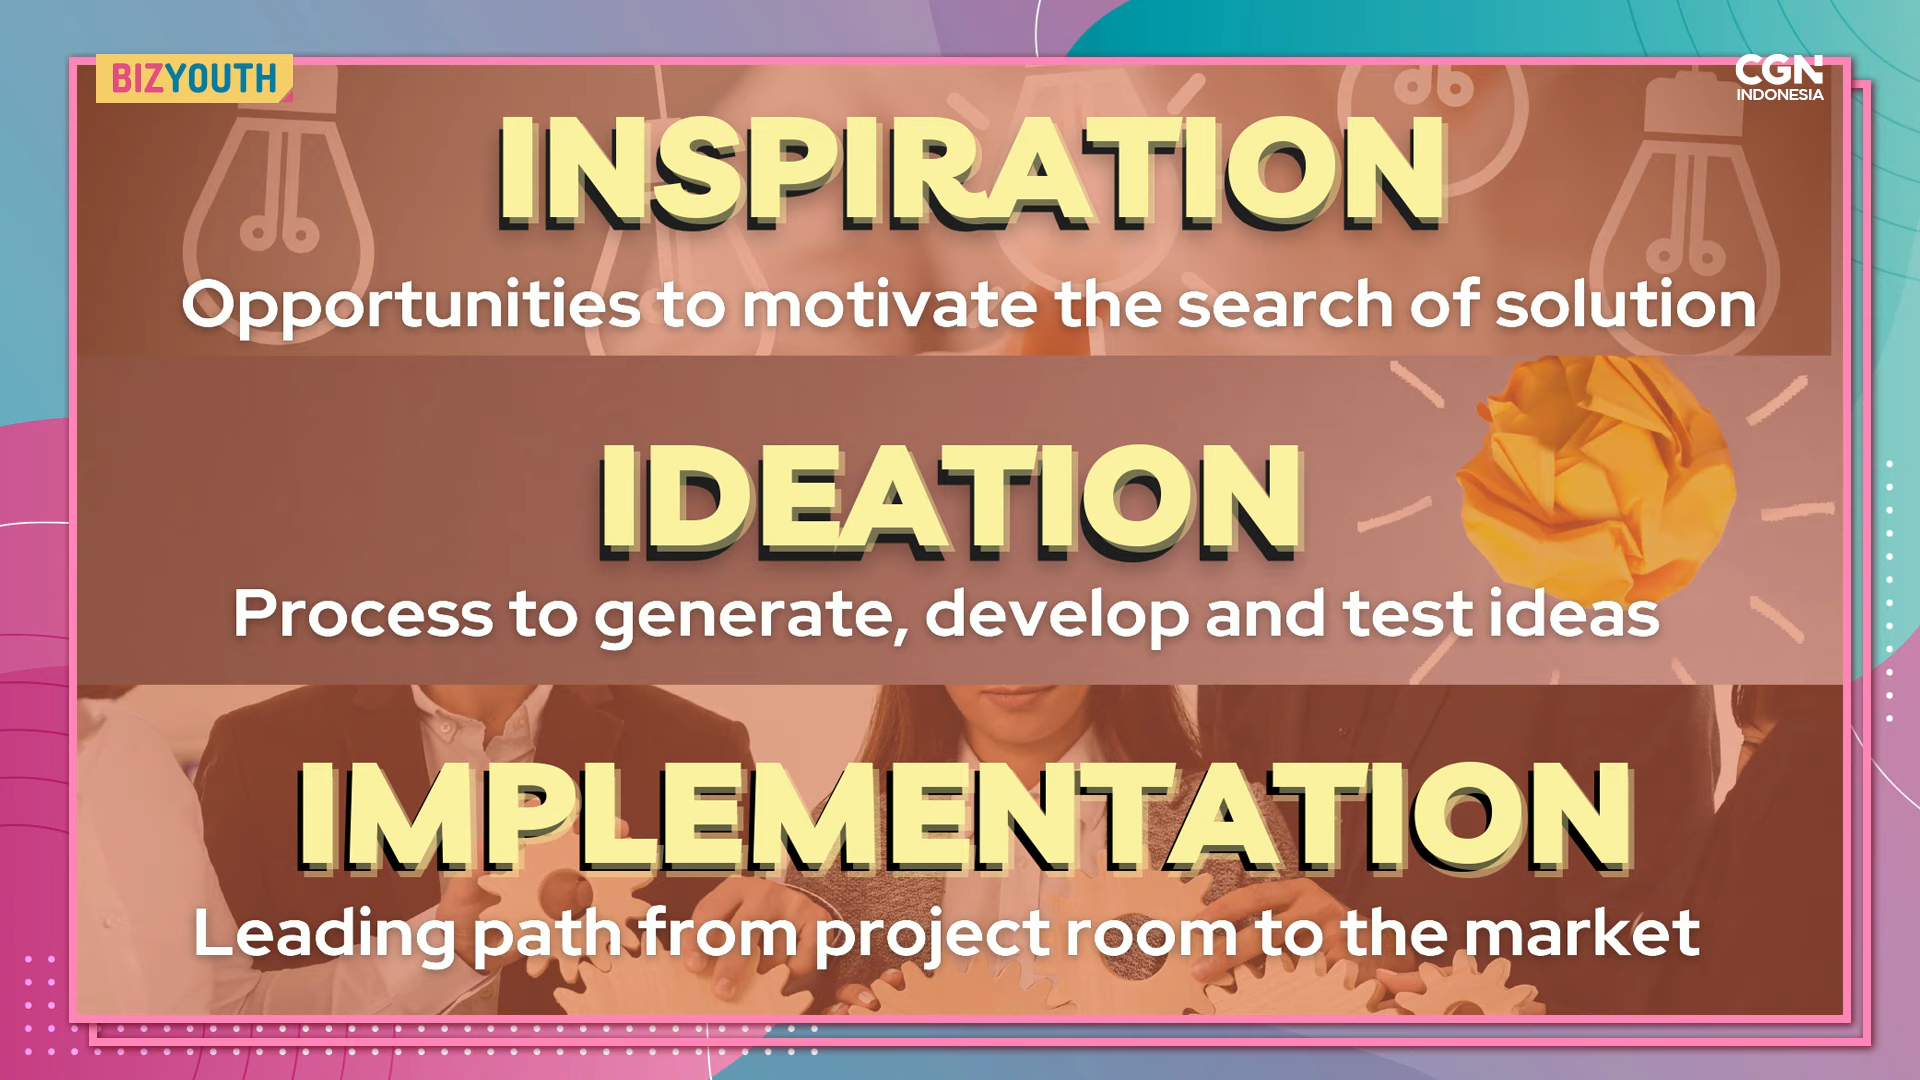 BIZYOUTH
CGN
INDONESIA
INSPIRATION
Opportunities to motivate the search of solution
IDEATION
Process to generate, develop and test ideas
IMPLEMENTATION
Leading path from project room to the market